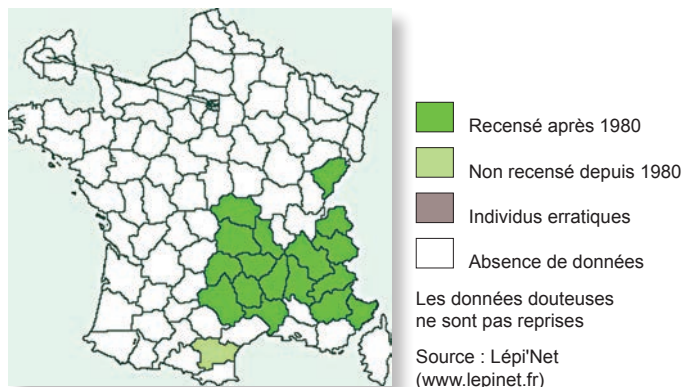 Recensé après 1980
Non recensé depuis 1980
Individus erratiques
Absence de données
Les données douteuses
ne sont pas reprises
Source : Lépi'Net
(www.lepinet.fr)